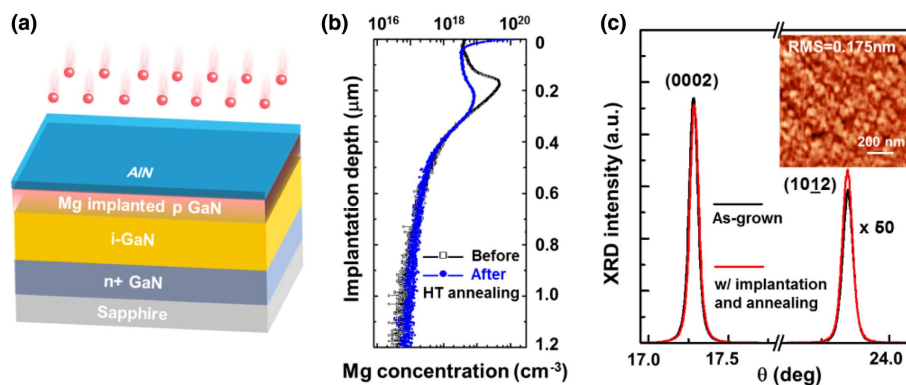 (a)
AlN
Mg implanted p GaN
i-GaN
n+ GaN
Sapphire
(b)
10^16 10^18 10^20
0
0.2
0.4
0.6
0.8
1.0
1.2
Implantation depth (μm)
Before
After
HT annealing
Mg concentration (cm⁻³)
(c)
RMS=0.175nm
200 nm
(0002)
(101̄2)
x 50
As-grown
w/ implantation
and annealing
XRD intensity (a.u.)
17.0 17.5 24.0
θ (deg)